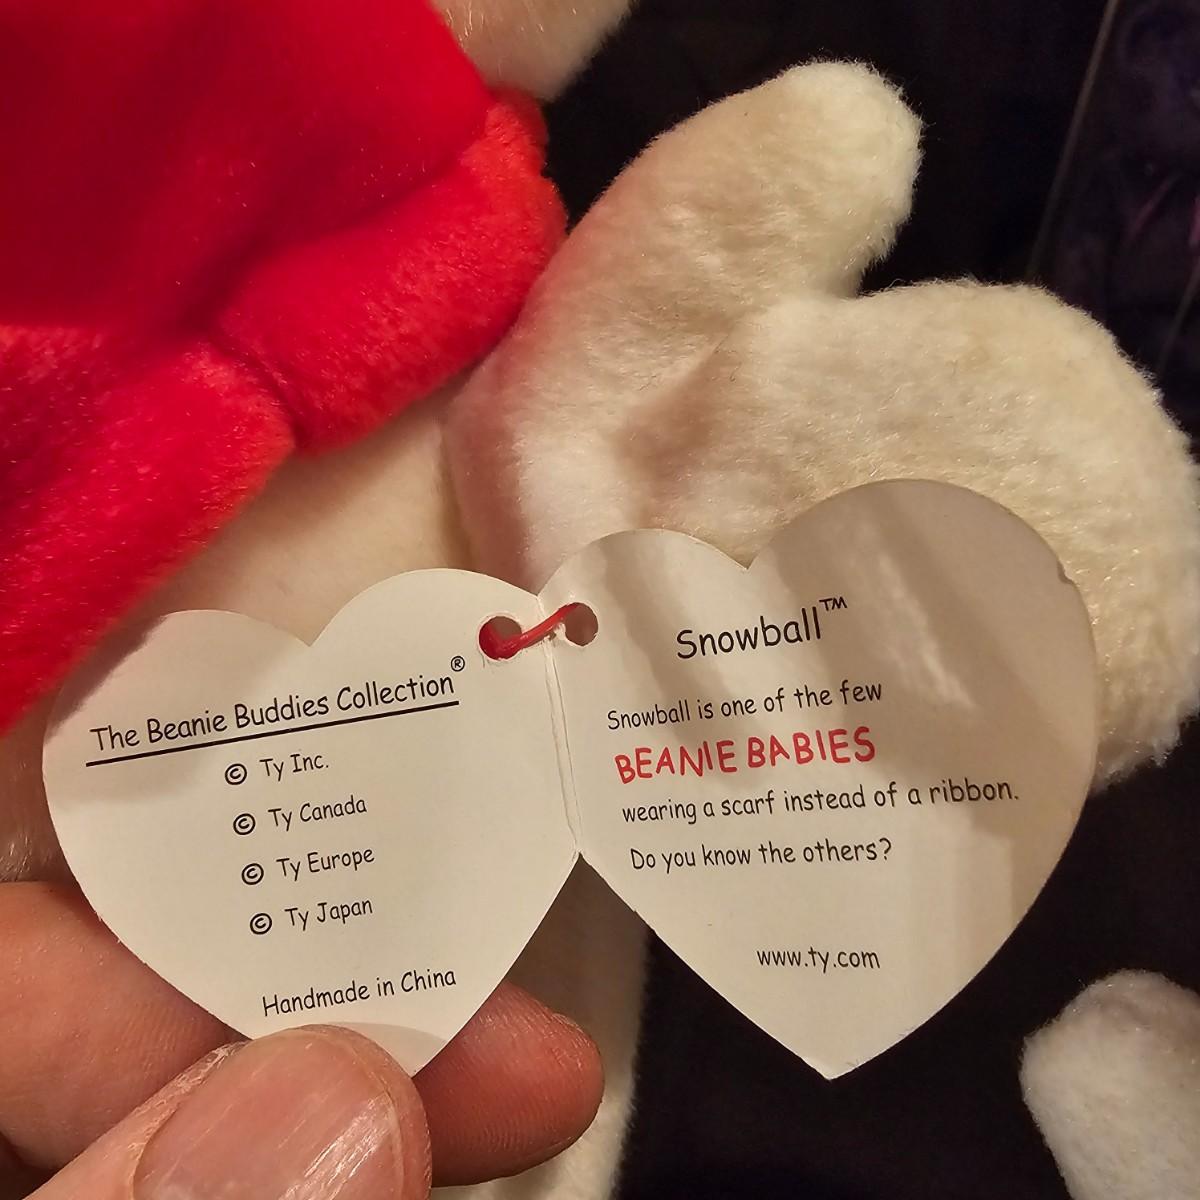 The Beanie Buddies Collection®
© Ty Inc.
© Ty Canada
© Ty Europe
© Ty Japan
Handmade in China
Snowball™
Snowball is one of the few
BEANIE BABIES
wearing a scarf instead of a ribbon.
Do you know the others?
www.ty.com